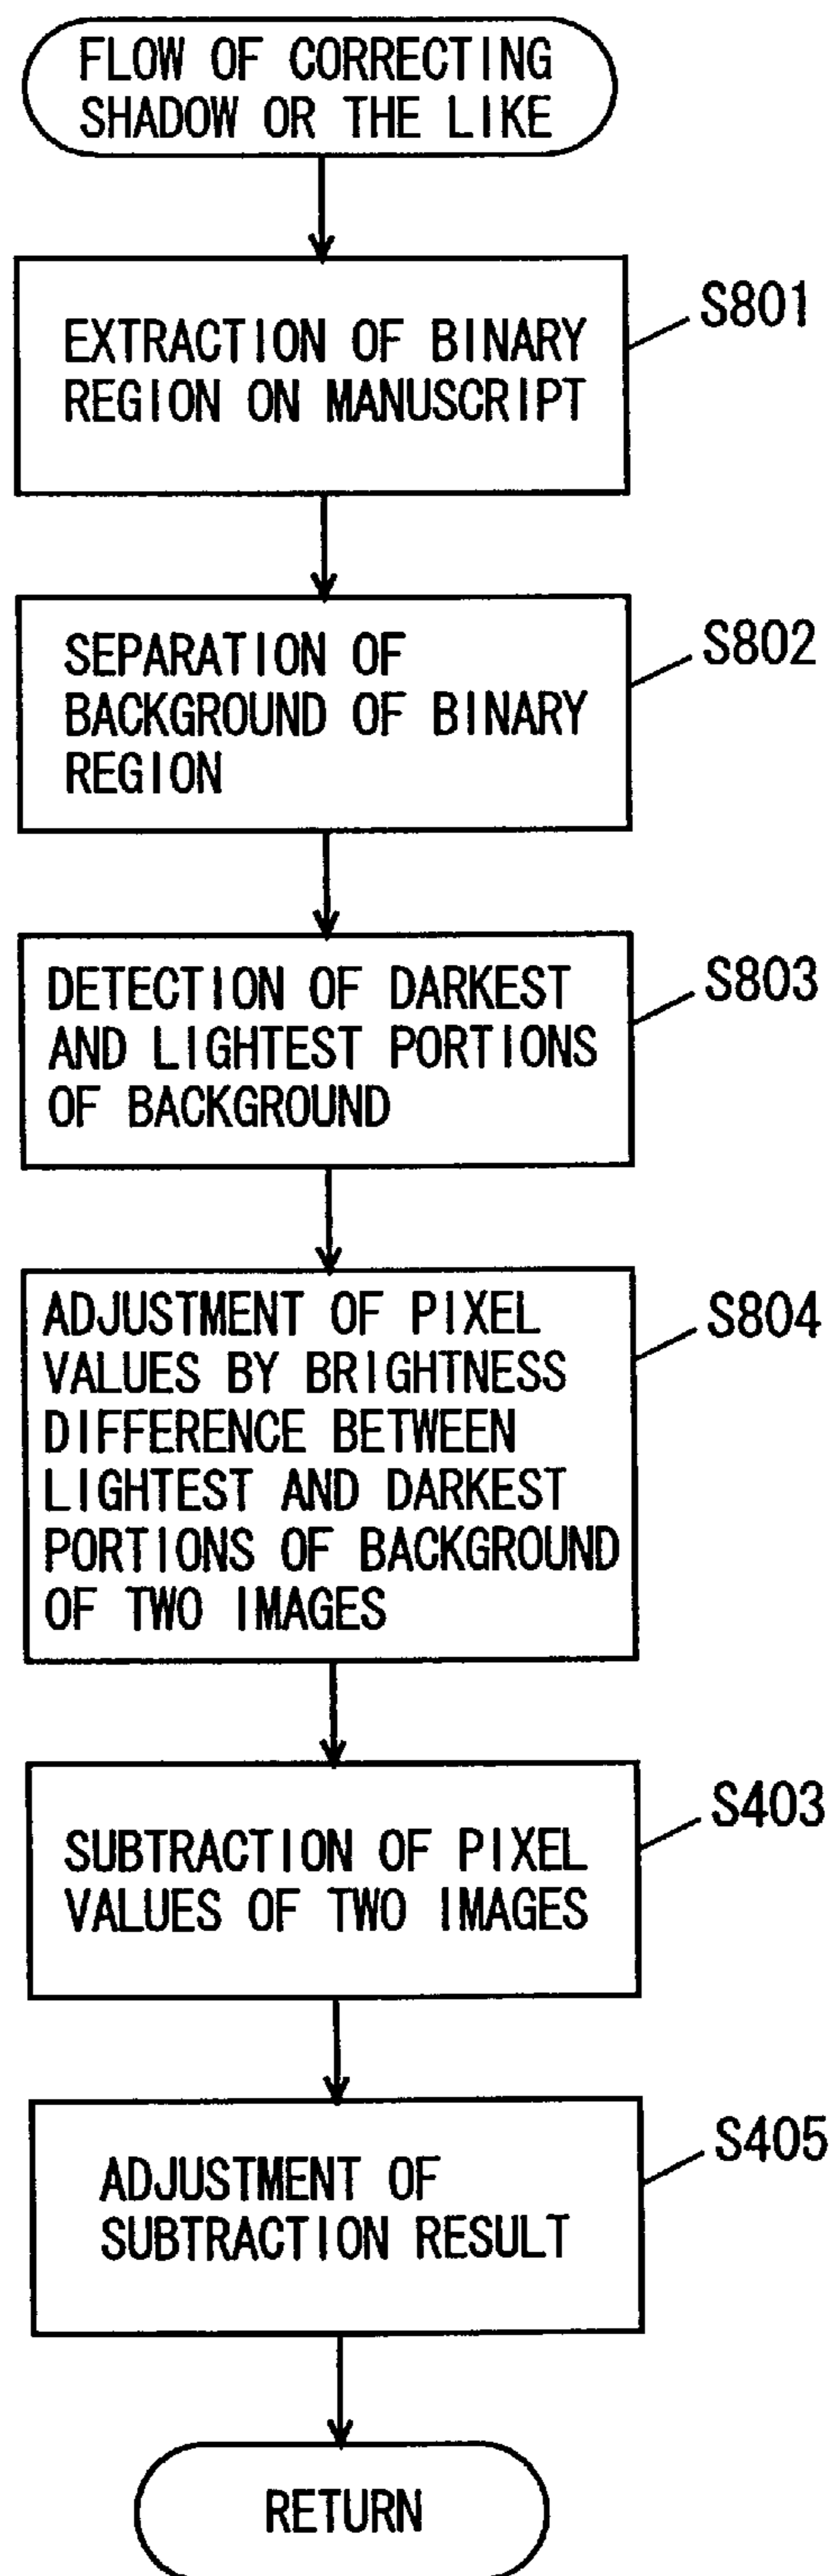 FLOW OF CORRECTING
SHADOW OR THE LIKE
EXTRACTION OF BINARY
REGION ON MANUSCRIPT
S801
SEPARATION OF
BACKGROUND OF BINARY
REGION
S802
DETECTION OF DARKEST
AND LIGHTEST PORTIONS
OF BACKGROUND
S803
ADJUSTMENT OF PIXEL
VALUES BY BRIGHTNESS
DIFFERENCE BETWEEN
LIGHTEST AND DARKEST
PORTIONS OF BACKGROUND
OF TWO IMAGES
S804
SUBTRACTION OF PIXEL
VALUES OF TWO IMAGES
S403
ADJUSTMENT OF
SUBTRACTION RESULT
S405
RETURN